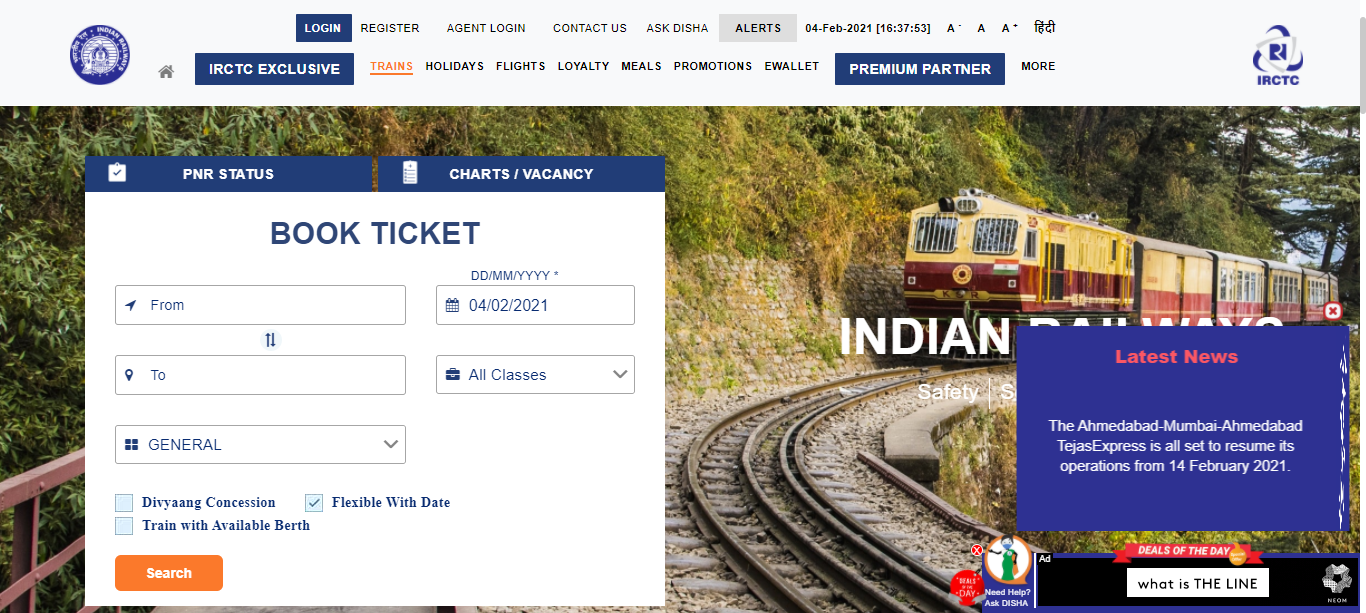 LOGIN REGISTER AGENT LOGIN CONTACT US ASK DISHA ALERTS 04-Feb-2021 [16:37:53] A - A A + हिंदी
IRCTC EXCLUSIVE TRAINS HOLIDAYS FLIGHTS LOYALTY MEALS PROMOTIONS EWALLET PREMIUM PARTNER MORE
INDIAN RAILWAYS
IRCTC
PNR STATUS CHARTS / VACANCY
BOOK TICKET
DD/MM/YYYY *
From 04/02/2021
To All Classes
GENERAL
Divyaang Concession Flexible With Date
Train with Available Berth
Search
INDIAN RAILWAYS
Safety | S
Latest News
The Ahmedabad-Mumbai-Ahmedabad
TejasExpress is all set to resume its
operations from 14 February 2021.
DEALS OF THE DAY
Need Help?
Ask DISHA
Ad
DEALS OF THE DAY
what is THE LINE
NEOM